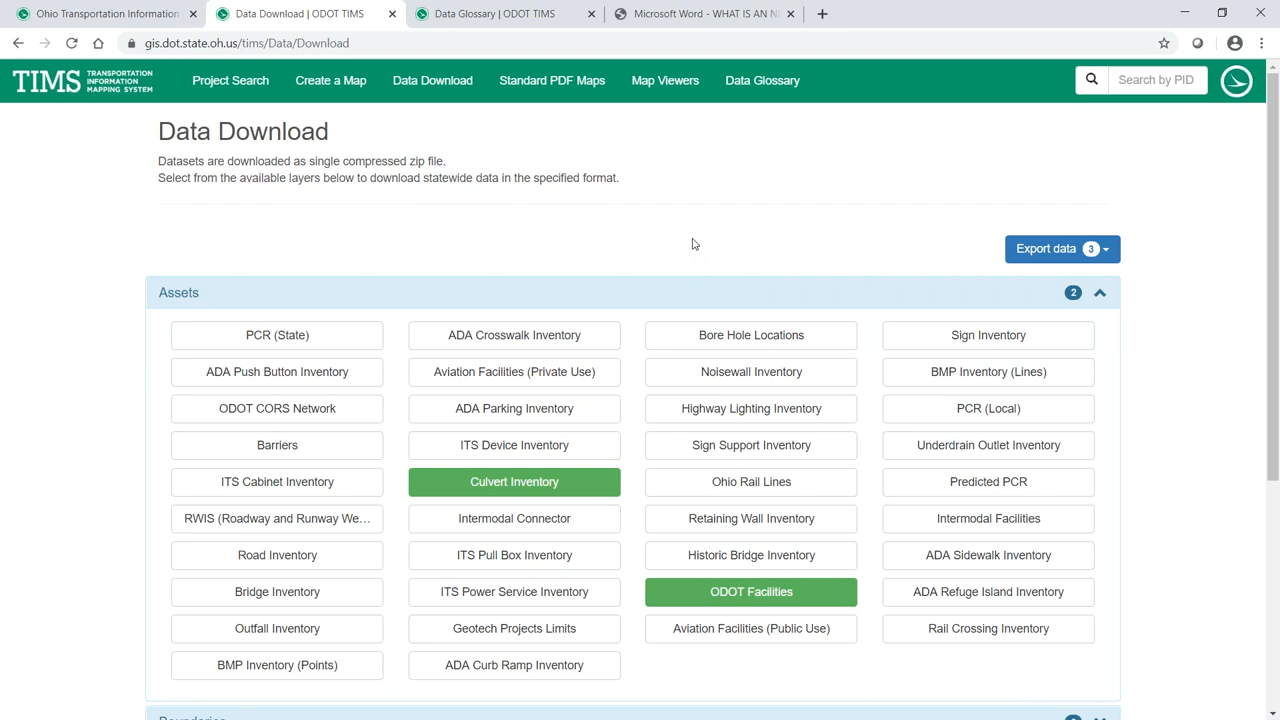 Ohio Transportation Information
Data Download | ODOT TIMS
Data Glossary | ODOT TIMS
Microsoft Word - WHAT IS AN N
gis.dot.state.oh.us/tims/Data/Download
TIMS TRANSPORTATION INFORMATION MAPPING SYSTEM
Project Search
Create a Map
Data Download
Standard PDF Maps
Map Viewers
Data Glossary
Search by PID
Data Download
Datasets are downloaded as single compressed zip file.
Select from the available layers below to download statewide data in the specified format.
Export data 3
Assets 2
PCR (State)
ADA Crosswalk Inventory
Bore Hole Locations
Sign Inventory
ADA Push Button Inventory
Aviation Facilities (Private Use)
Noisewall Inventory
BMP Inventory (Lines)
ODOT CORS Network
ADA Parking Inventory
Highway Lighting Inventory
PCR (Local)
Barriers
ITS Device Inventory
Sign Support Inventory
Underdrain Outlet Inventory
ITS Cabinet Inventory
Culvert Inventory
Ohio Rail Lines
Predicted PCR
RWIS (Roadway and Runway We...
Intermodal Connector
Retaining Wall Inventory
Intermodal Facilities
Road Inventory
ITS Pull Box Inventory
Historic Bridge Inventory
ADA Sidewalk Inventory
Bridge Inventory
ITS Power Service Inventory
ODOT Facilities
ADA Refuge Island Inventory
Outfall Inventory
Geotech Projects Limits
Aviation Facilities (Public Use)
Rail Crossing Inventory
BMP Inventory (Points)
ADA Curb Ramp Inventory
Boundaries